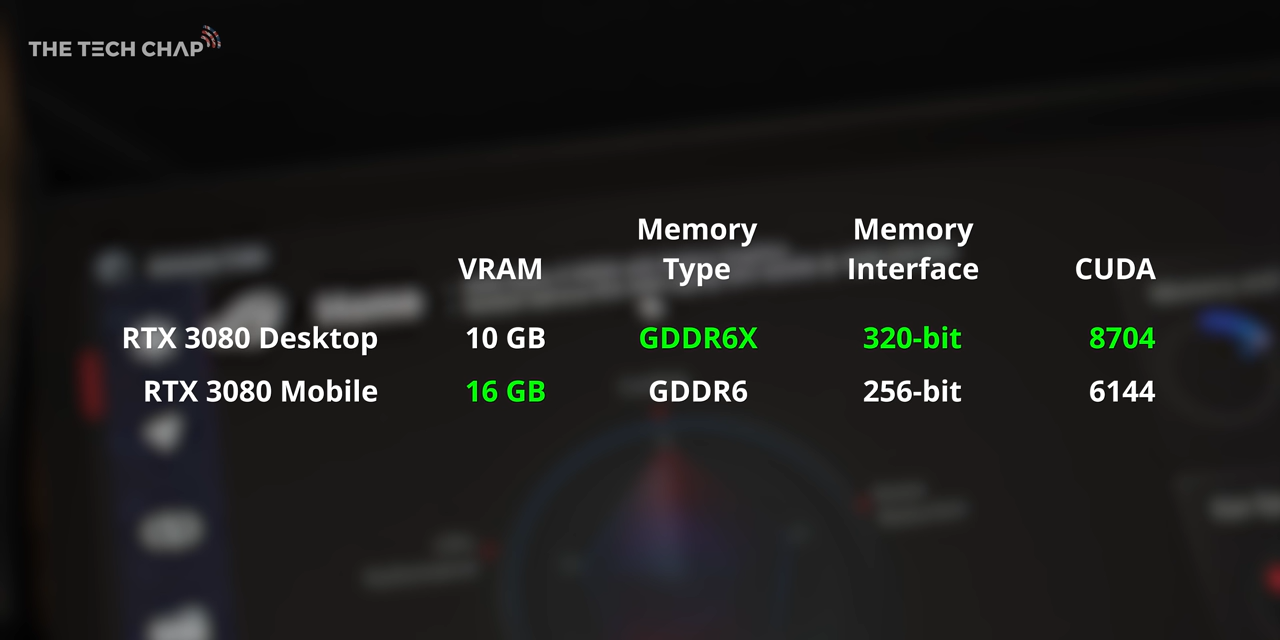 THE TECH CHAP
Memory Memory
VRAM Type Interface CUDA
RTX 3080 Desktop 10 GB GDDR6X 320-bit 8704
RTX 3080 Mobile 16 GB GDDR6 256-bit 6144